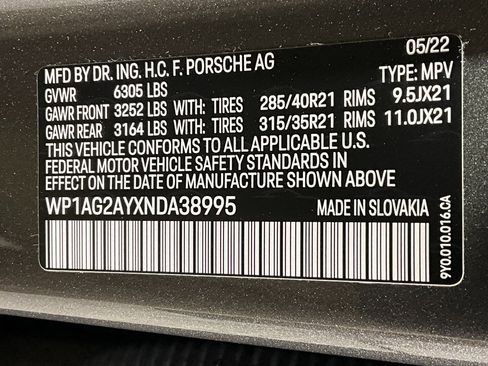 MFD BY DR. ING. H.C. F. PORSCHE AG 05/22
GVWR 6305 LBS TYPE: MPV
GAWR FRONT 3252 LBS WITH: TIRES 285/40R21 RIMS 9.5JX21
GAWR REAR 3164 LBS WITH: TIRES 315/35R21 RIMS 11.0JX21
THIS VEHICLE CONFORMS TO ALL APPLICABLE U.S.
FEDERAL MOTOR VEHICLE SAFETY STANDARDS IN
EFFECT ON THE DATE OF MANUFACTURE SHOWN ABOVE.
WP1AG2AYXNDA38995 MADE IN SLOVAKIA
9Y0.010.016.CA